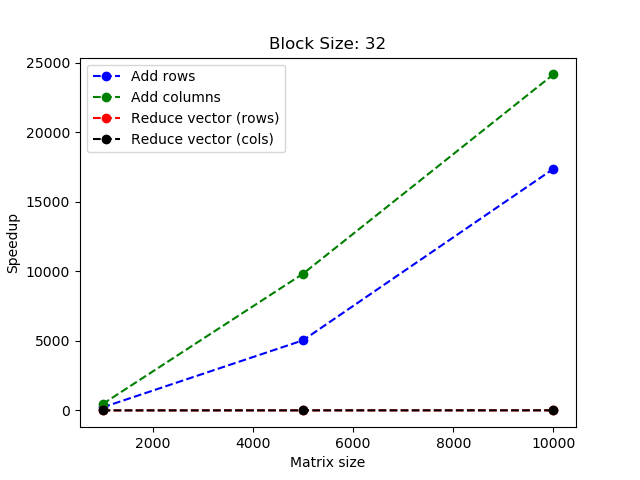 Block Size: 32
Add rows
Add columns
Reduce vector (rows)
Reduce vector (cols)
25000
20000
15000
10000
5000
0
Speedup
2000 4000 6000 8000 10000
Matrix size